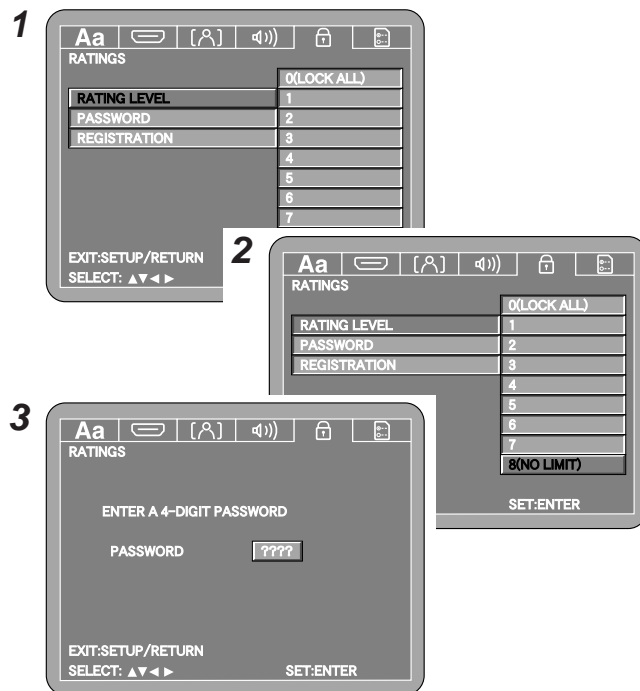 1
Aa
RATINGS
0(LOCK ALL)
RATING LEVEL
1
PASSWORD
2
REGISTRATION
3
4
5
6
7
EXIT:SETUP/RETURN
SELECT: ▲▼◄ ►
2
Aa
RATINGS
0(LOCK ALL)
RATING LEVEL
1
PASSWORD
2
REGISTRATION
3
4
5
6
7
8(NO LIMIT)
SET:ENTER
3
Aa
RATINGS
ENTER A 4-DIGIT PASSWORD
PASSWORD ????
EXIT:SETUP/RETURN
SELECT: ▲▼◄ ► SET:ENTER